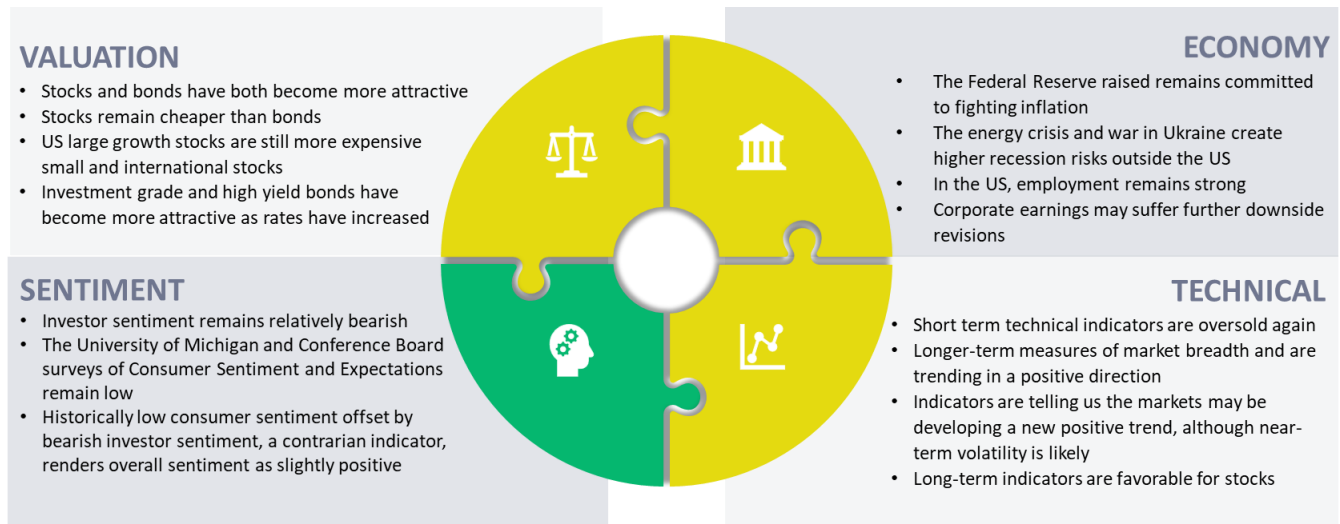 VALUATION
• Stocks and bonds have both become more attractive
• Stocks remain cheaper than bonds
• US large growth stocks are still more expensive
small and international stocks
• Investment grade and high yield bonds have
become more attractive as rates have increased
ECONOMY
• The Federal Reserve raised remains committed
to fighting inflation
• The energy crisis and war in Ukraine create
higher recession risks outside the US
• In the US, employment remains strong
• Corporate earnings may suffer further downside
revisions
SENTIMENT
• Investor sentiment remains relatively bearish
• The University of Michigan and Conference Board
surveys of Consumer Sentiment and Expectations
remain low
• Historically low consumer sentiment offset by
bearish investor sentiment, a contrarian indicator,
renders overall sentiment as slightly positive
TECHNICAL
• Short term technical indicators are oversold again
• Longer-term measures of market breadth and are
trending in a positive direction
• Indicators are telling us the markets may be
developing a new positive trend, although near-
term volatility is likely
• Long-term indicators are favorable for stocks